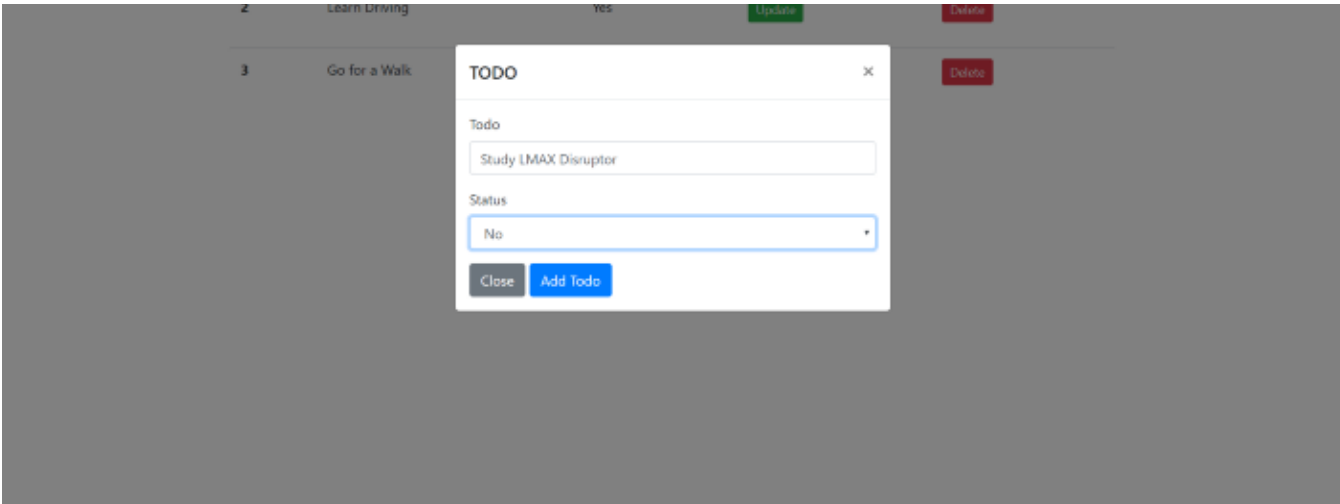 2 Learn Driving Yes Update Delete
3 Go for a Walk Delete
TODO ×
Todo
Study LMAX Disruptor
Status
No
Close Add Todo